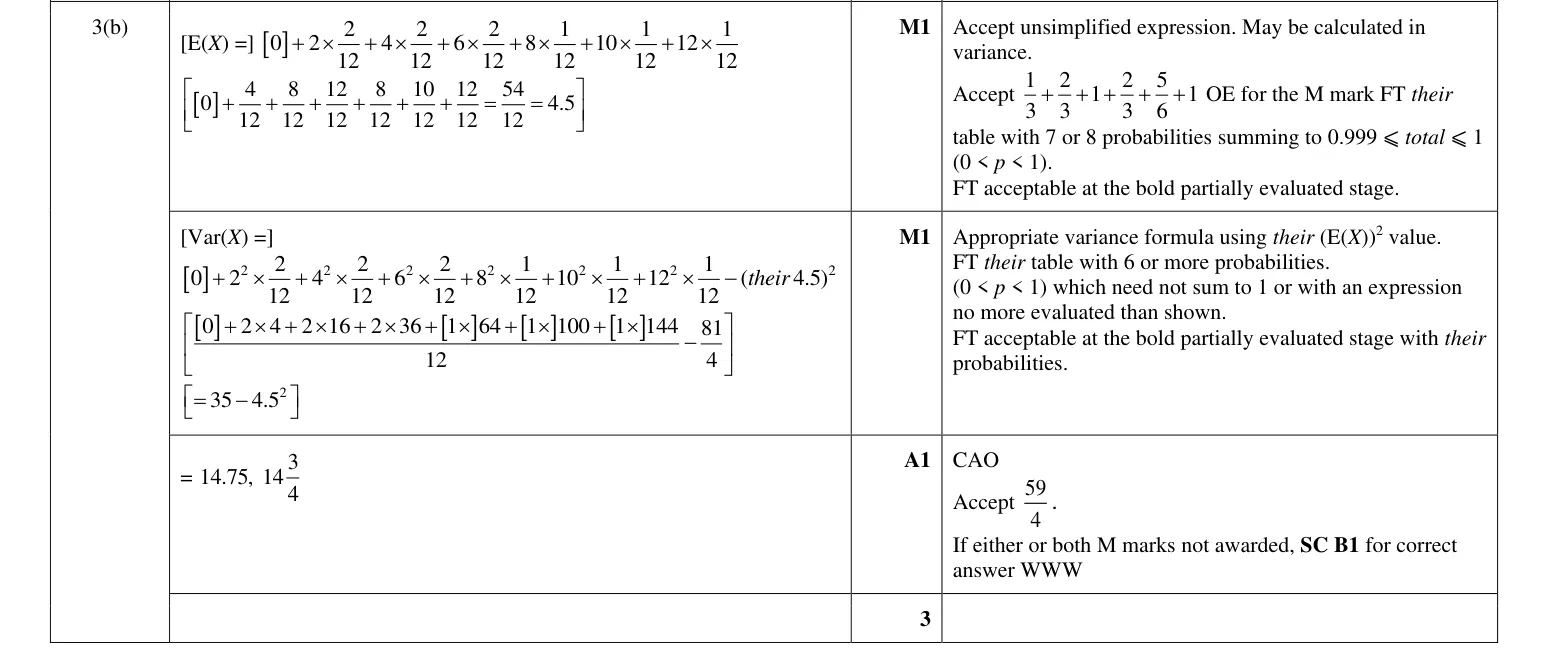 3(b)
[E(X) =] [0] + 2 × 2/12 + 4 × 2/12 + 6 × 2/12 + 8 × 1/12 + 10 × 1/12 + 12 × 1/12
[[0] + 4/12 + 8/12 + 12/12 + 8/12 + 10/12 + 12/12 = 54/12 = 4.5]
M1
Accept unsimplified expression. May be calculated in
variance.
Accept 1/3 + 2/3 + 1 + 2/3 + 5/6 + 1 OE for the M mark FT their
table with 7 or 8 probabilities summing to 0.999 ⩽ total ⩽ 1
(0 < p < 1).
FT acceptable at the bold partially evaluated stage.
[Var(X) =]
[0] + 2² × 2/12 + 4² × 2/12 + 6² × 2/12 + 8² × 1/12 + 10² × 1/12 + 12² × 1/12 − (their 4.5)²
[([0] + 2 × 4 + 2 × 16 + 2 × 36 + [1×]64 + [1×]100 + [1×]144)/12 − 81/4]
[= 35 − 4.5²]
M1
Appropriate variance formula using their (E(X))² value.
FT their table with 6 or more probabilities.
(0 < p < 1) which need not sum to 1 or with an expression
no more evaluated than shown.
FT acceptable at the bold partially evaluated stage with their
probabilities.
= 14.75, 14 3/4
A1
CAO
Accept 59/4 .
If either or both M marks not awarded, SC B1 for correct
answer WWW
3